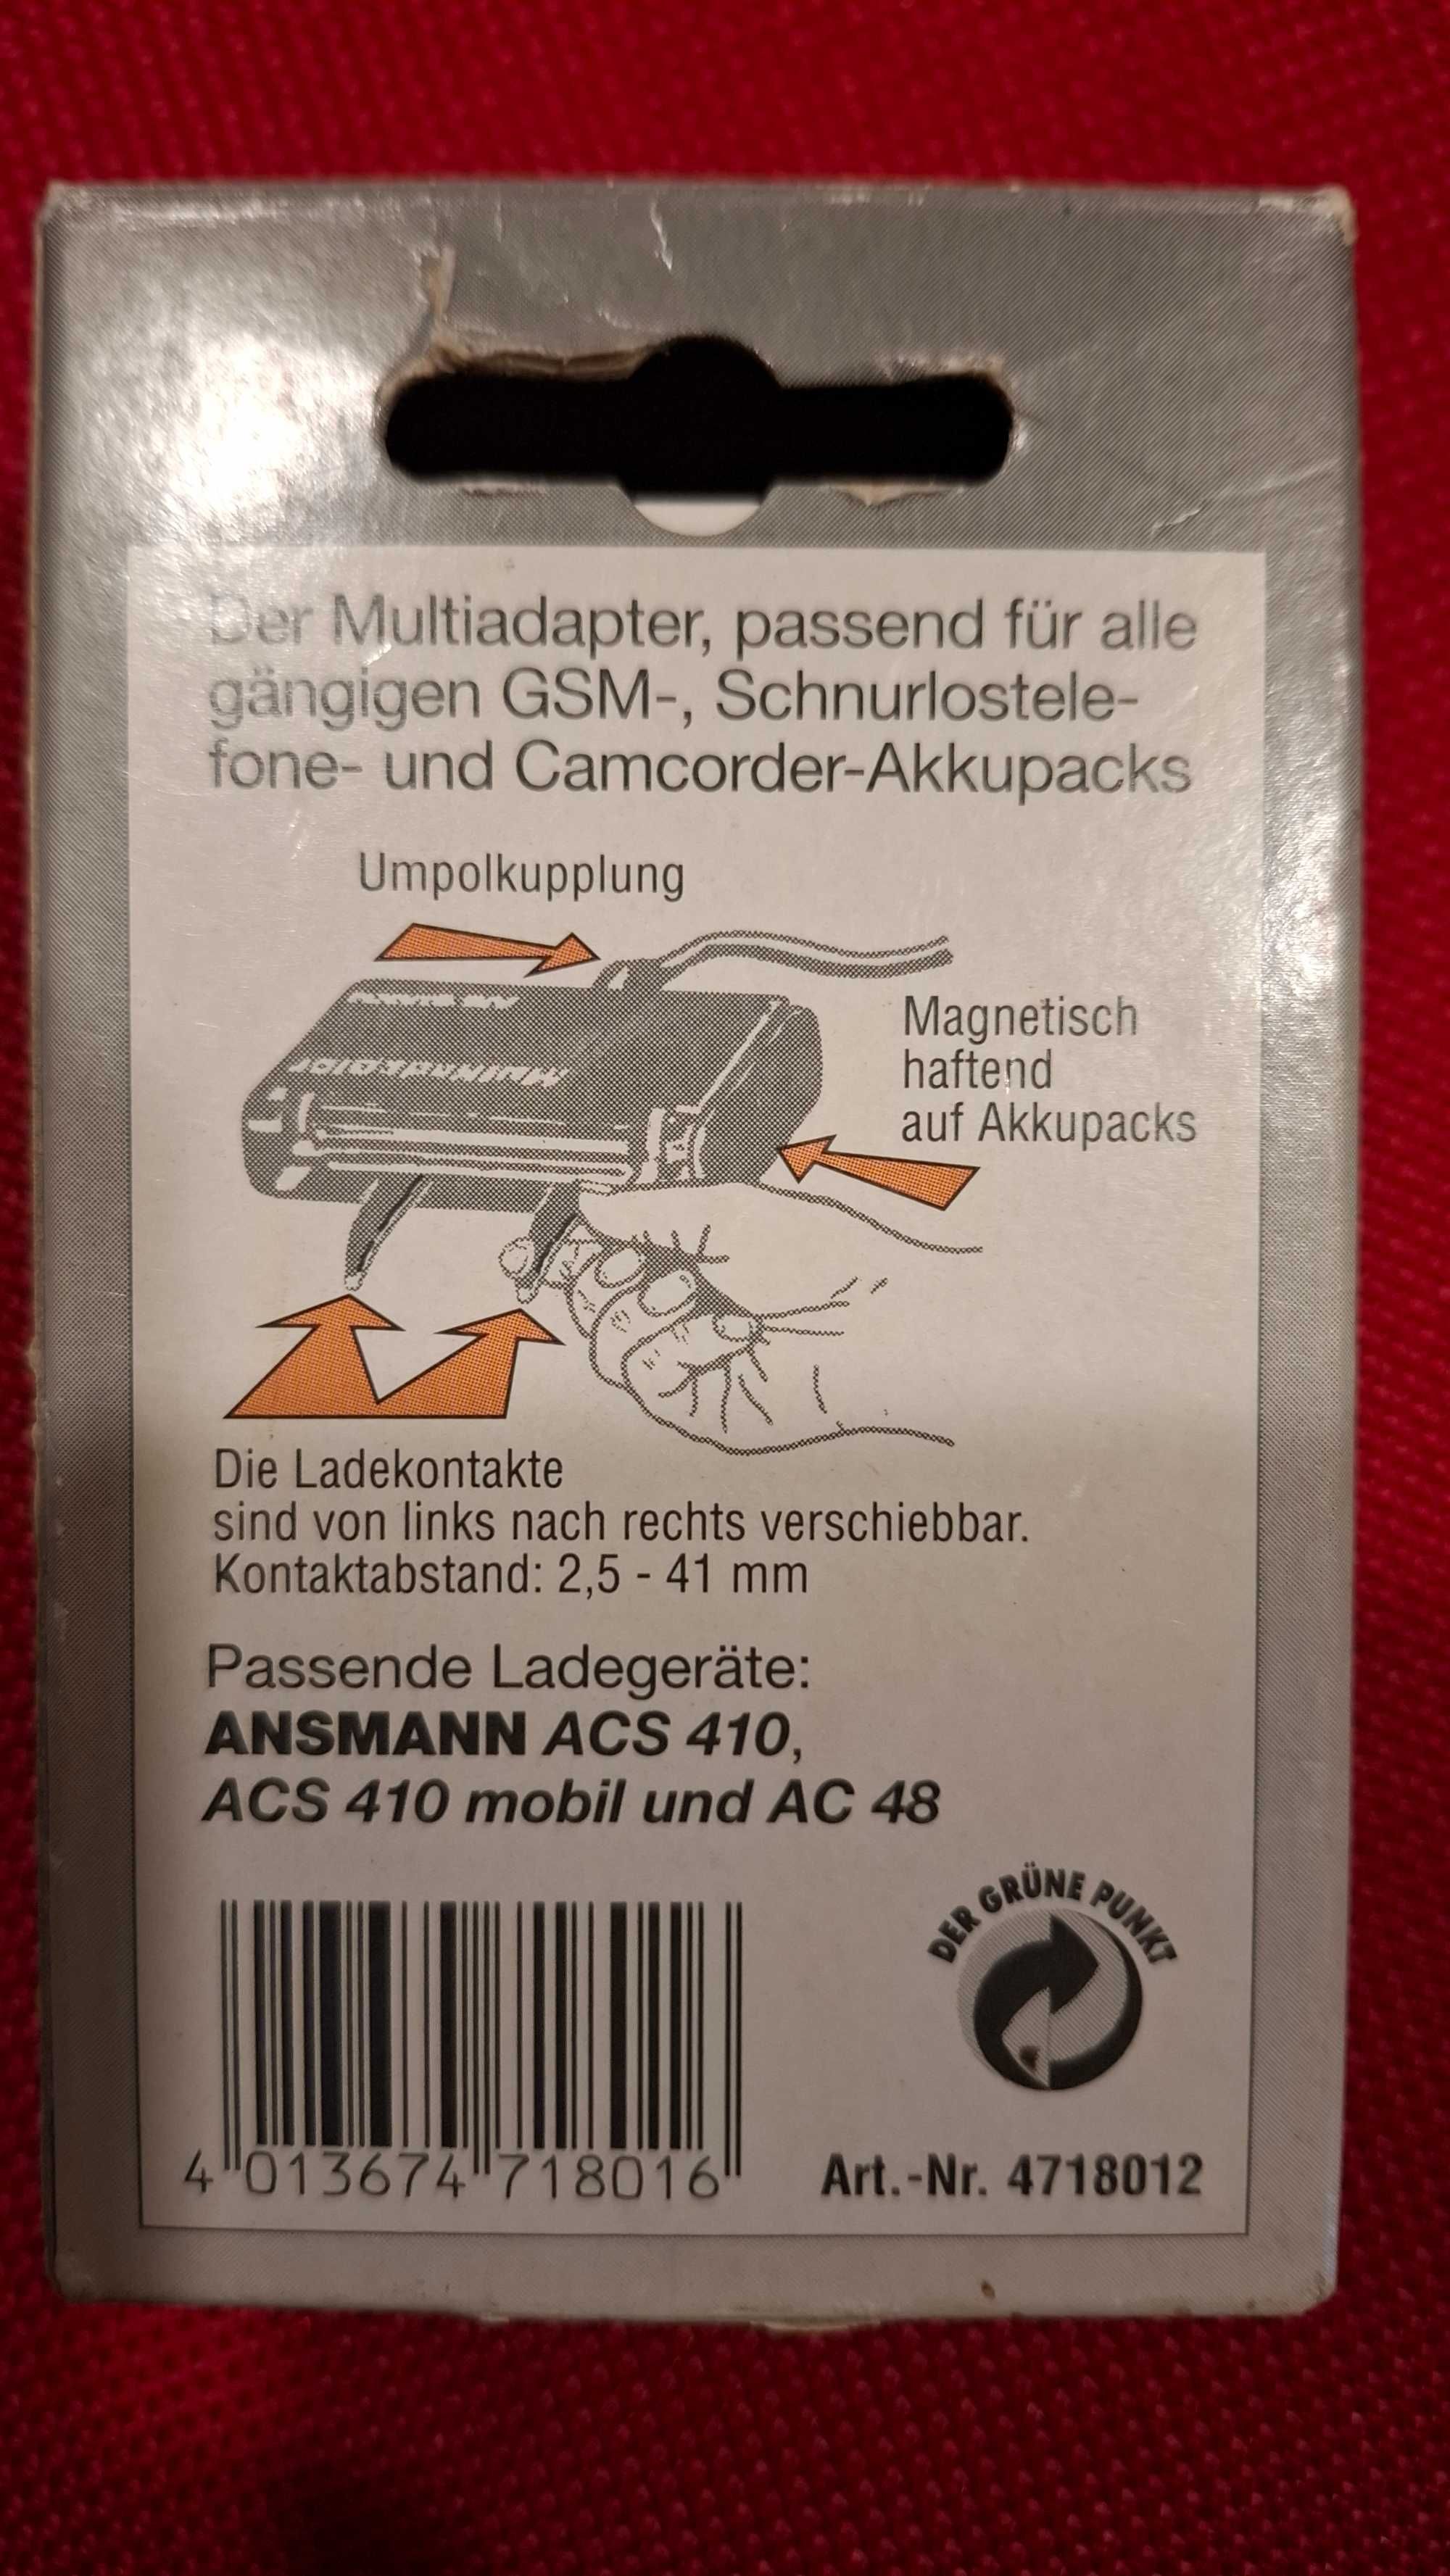 Der Multiadapter, passend für alle
gängigen GSM-, Schnurlostele-
fone- und Camcorder-Akkupacks
Umpolkupplung
Magnetisch
haftend
auf Akkupacks
Die Ladekontakte
sind von links nach rechts verschiebbar.
Kontaktabstand: 2,5 - 41 mm
Passende Ladegeräte:
ANSMANN ACS 410,
ACS 410 mobil und AC 48
DER GRÜNE PUNKT
4 013674 718016
Art.-Nr. 4718012